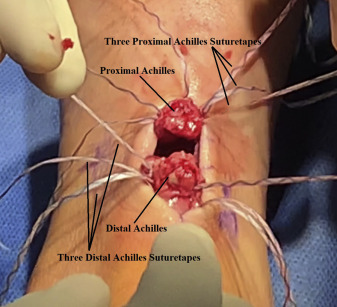 Three Proximal Achilles Suturetapes
Proximal Achilles
Distal Achilles
Three Distal Achilles Suturetapes